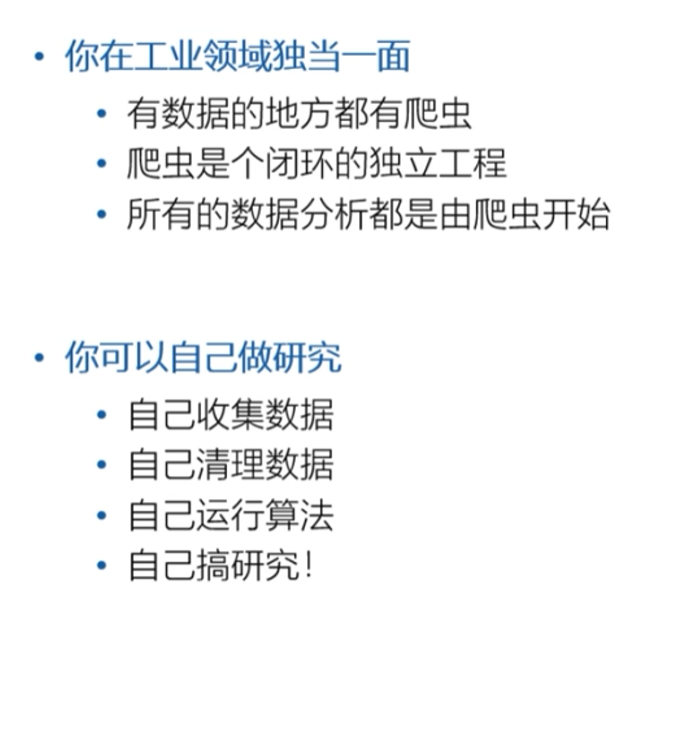 • 你在工业领域独当一面
• 有数据的地方都有爬虫
• 爬虫是个闭环的独立工程
• 所有的数据分析都是由爬虫开始
• 你可以自己做研究
• 自己收集数据
• 自己清理数据
• 自己运行算法
• 自己搞研究！